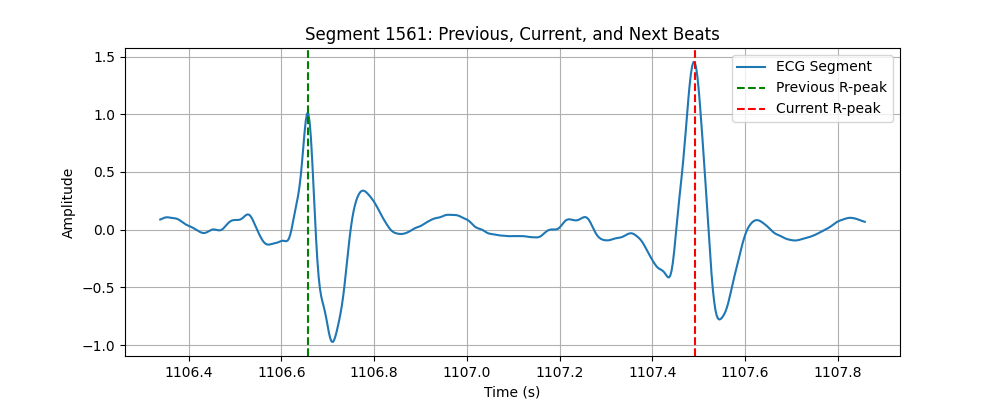 Segment 1561: Previous, Current, and Next Beats
ECG Segment
Previous R-peak
Current R-peak
Amplitude
1.5
1.0
0.5
0.0
−0.5
−1.0
1106.4 1106.6 1106.8 1107.0 1107.2 1107.4 1107.6 1107.8
Time (s)